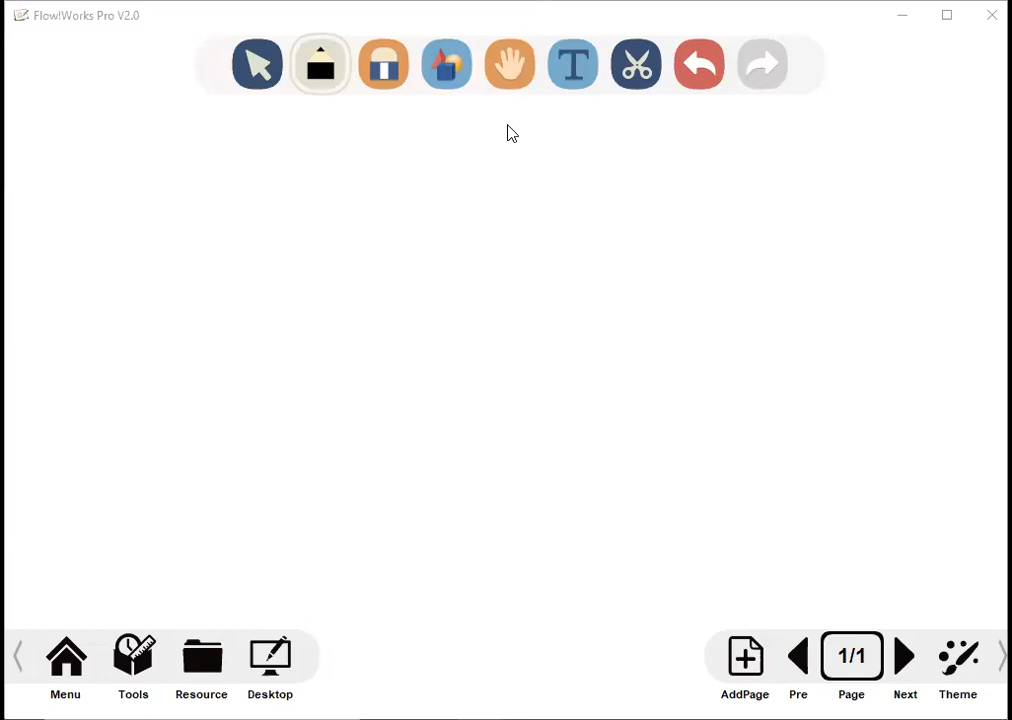 Flow!Works Pro V2.0
T
1/1
Menu Tools Resource Desktop AddPage Pre Page Next Theme